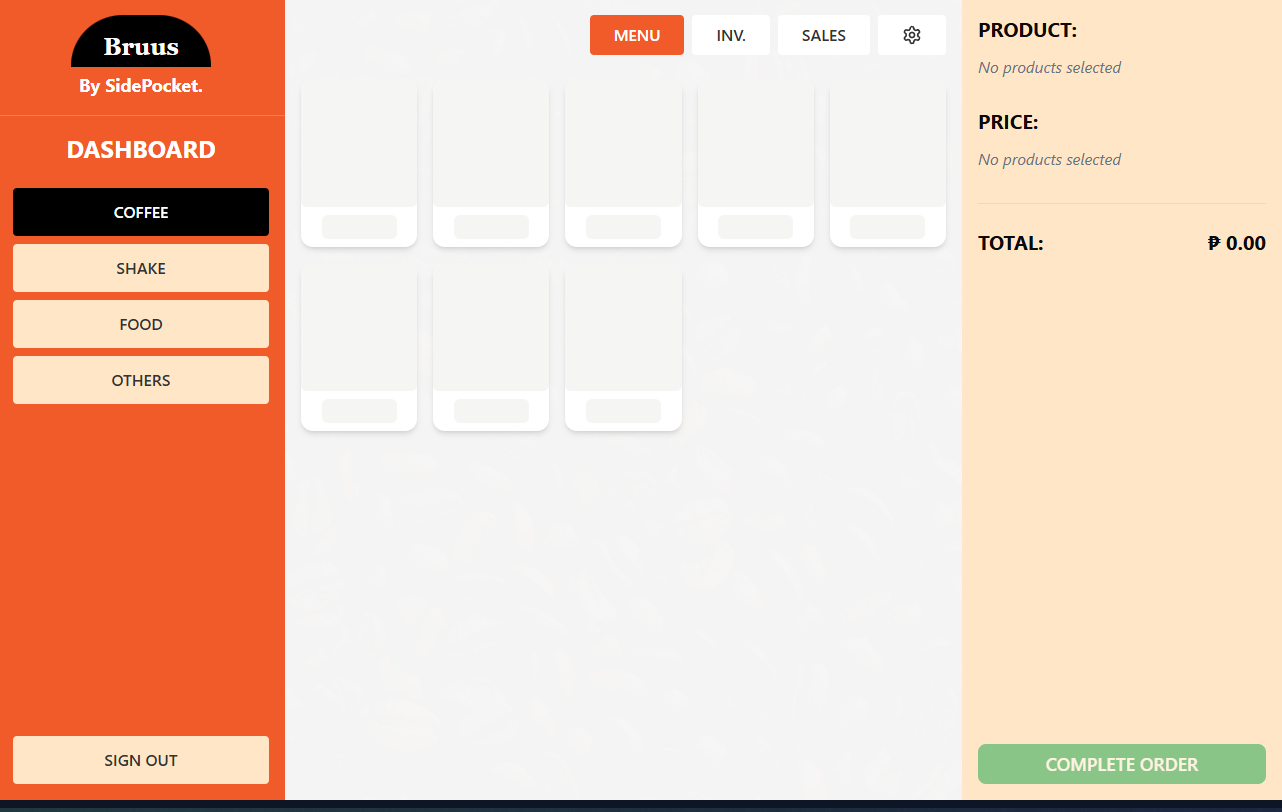 Bruus
By SidePocket.
DASHBOARD
COFFEE
SHAKE
FOOD
OTHERS
SIGN OUT
MENU
INV.
SALES
PRODUCT:
No products selected
PRICE:
No products selected
TOTAL: ₱ 0.00
COMPLETE ORDER